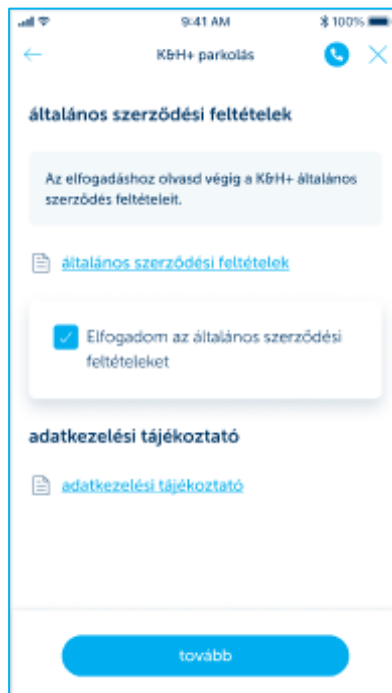 9:41 AM
100%
K&H+ parkolás
általános szerződési feltételek
Az elfogadáshoz olvasd végig a K&H+ általános
szerződés feltételeit.
általános szerződési feltételek
Elfogadom az általános szerződési
feltételeket
adatkezelési tájékoztató
adatkezelési tájékoztató
tovább